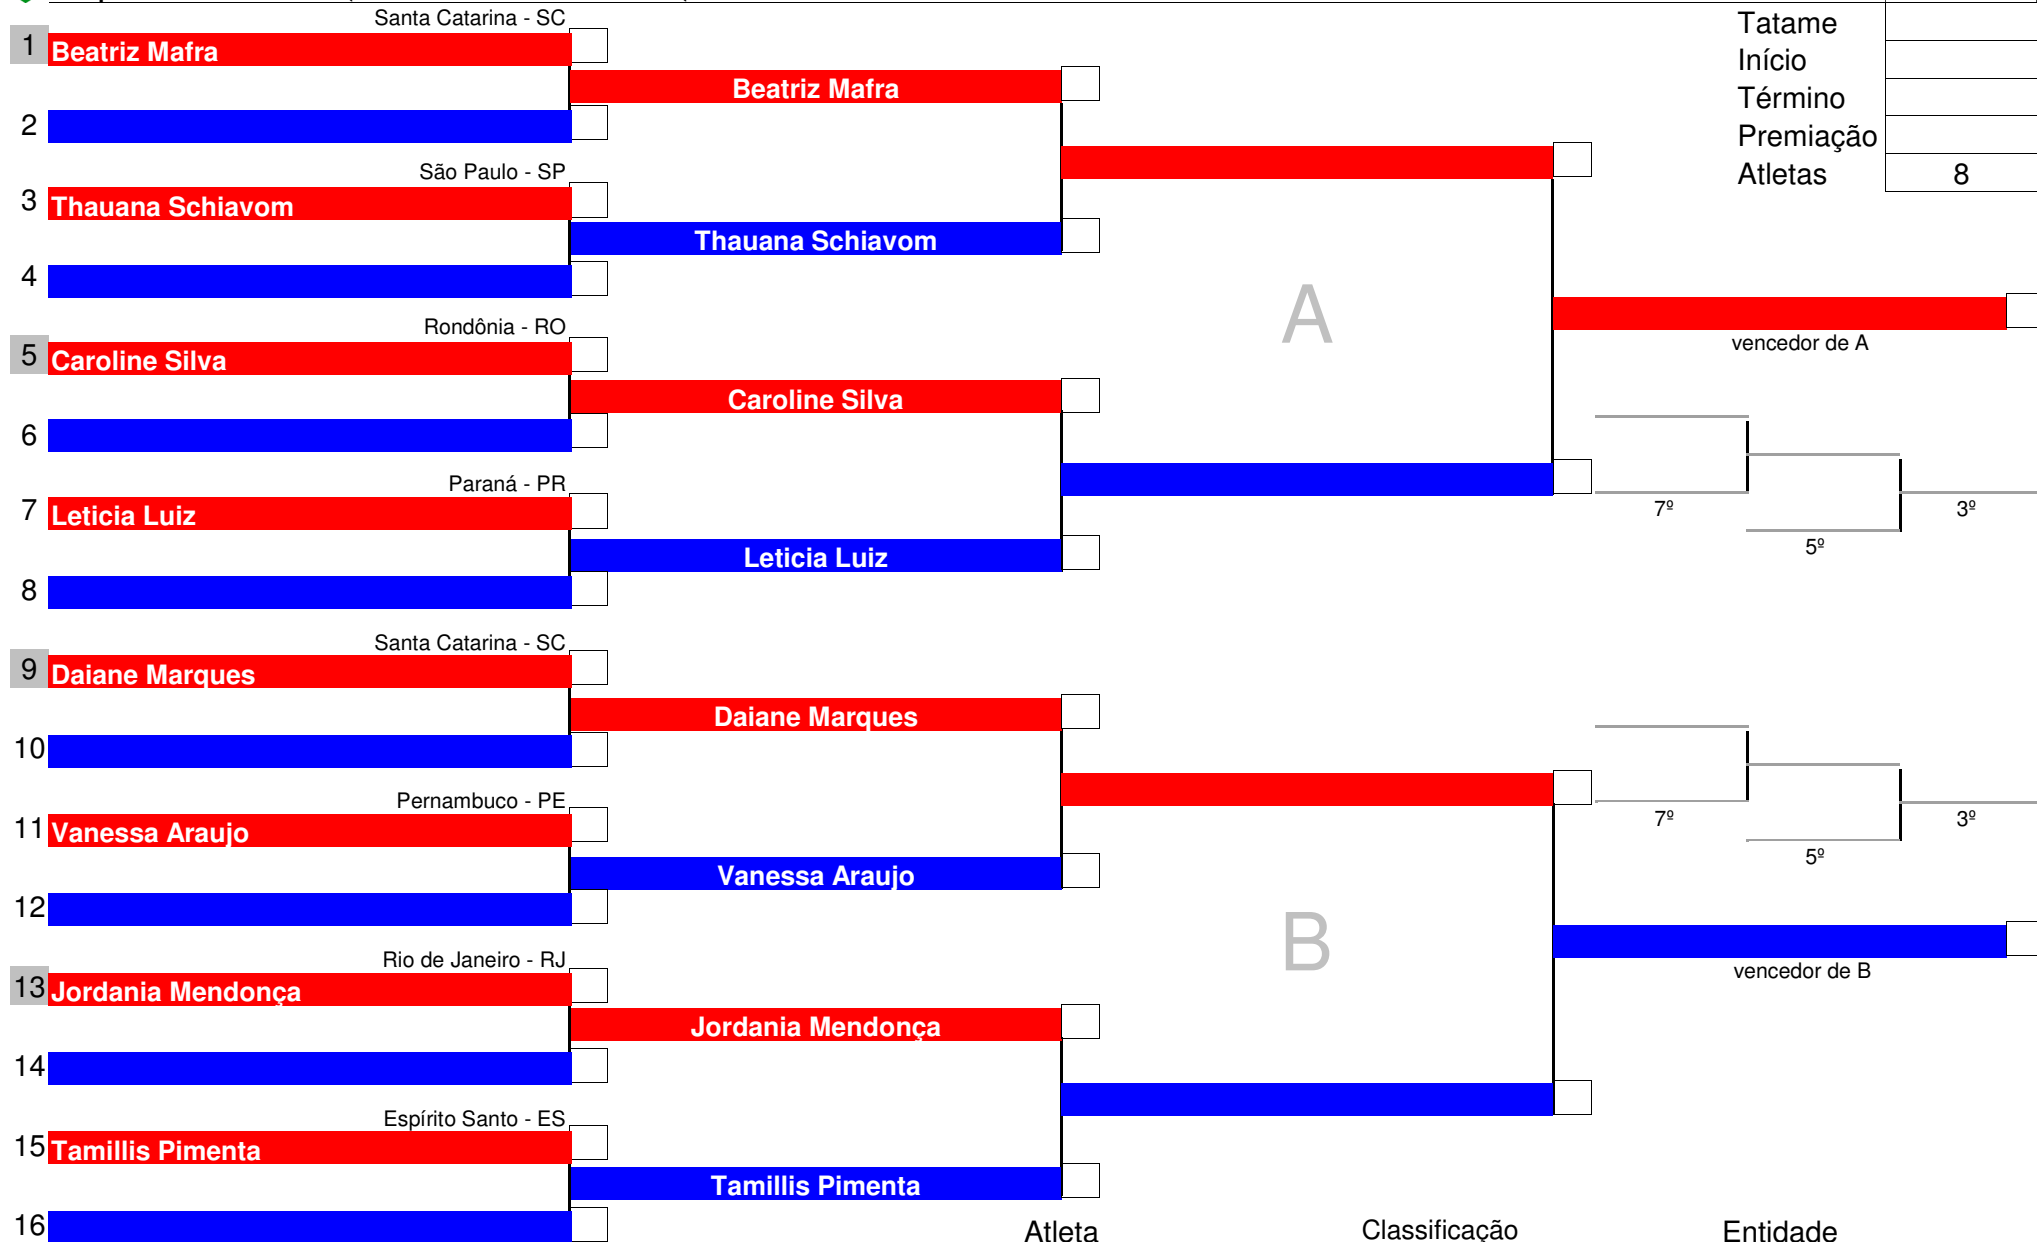 Santa Catarina - SC
Tatame
1 Beatriz Mafra
Início
Beatriz Mafra
Término
2
Premiação
São Paulo - SP
Atletas 8
3 Thauana Schiavom
Thauana Schiavom
4
A
Rondônia - RO
vencedor de A
5 Caroline Silva
Caroline Silva
6
Paraná - PR
7 Leticia Luiz
7º 3º
5º
Leticia Luiz
8
Santa Catarina - SC
9 Daiane Marques
Daiane Marques
10
Pernambuco - PE
7º 3º
11 Vanessa Araujo
5º
Vanessa Araujo
12
B
Rio de Janeiro - RJ
vencedor de B
13 Jordania Mendonça
Jordania Mendonça
14
Espírito Santo - ES
15 Tamillis Pimenta
Tamillis Pimenta
16
Atleta Classificação Entidade